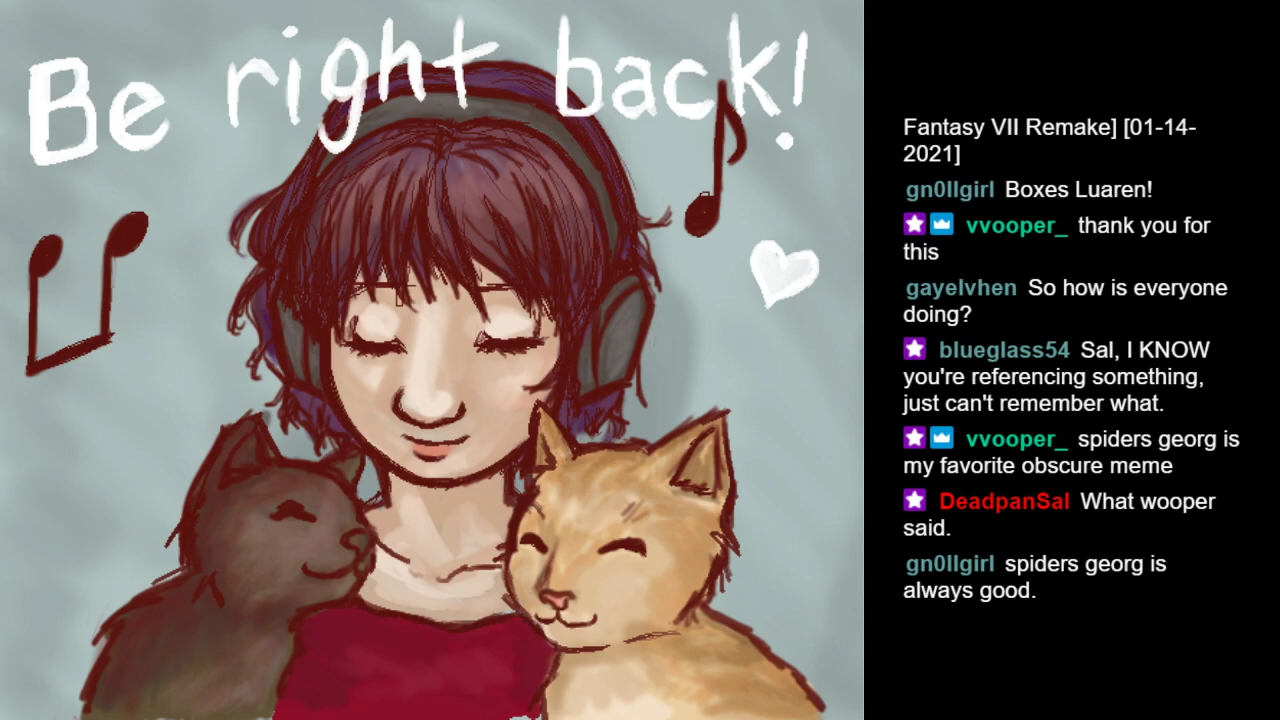 Be right back!
Fantasy VII Remake] [01-14-
2021]
gn0llgirl Boxes Luaren!
vvooper_ thank you for
this
gayelvhen So how is everyone
doing?
blueglass54 Sal, I KNOW
you're referencing something,
just can't remember what.
vvooper_ spiders georg is
my favorite obscure meme
DeadpanSal What wooper
said.
gn0llgirl spiders georg is
always good.